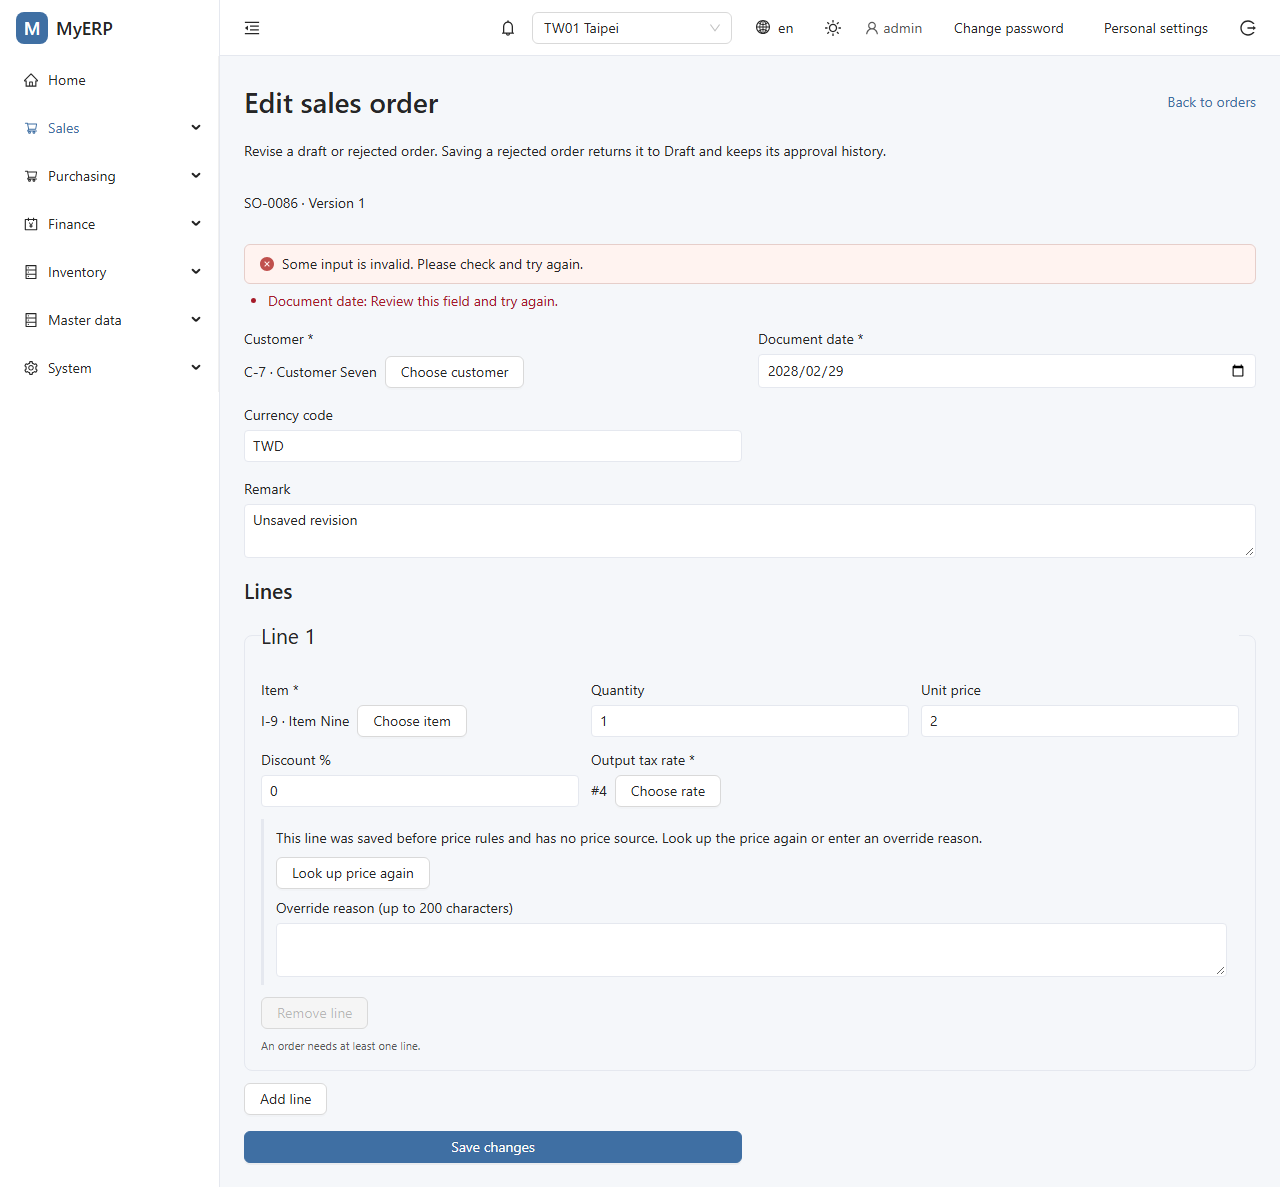 M MyERP
TW01 Taipei
en
admin
Change password
Personal settings
Home
Sales
Purchasing
Finance
Inventory
Master data
System
Edit sales order
Back to orders
Revise a draft or rejected order. Saving a rejected order returns it to Draft and keeps its approval history.
SO-0086 · Version 1
Some input is invalid. Please check and try again.
• Document date: Review this field and try again.
Customer *
C-7 · Customer Seven
Choose customer
Document date *
2028/02/29
Currency code
TWD
Remark
Unsaved revision
Lines
Line 1
Item *
I-9 · Item Nine
Choose item
Quantity
1
Unit price
2
Discount %
0
Output tax rate *
#4
Choose rate
This line was saved before price rules and has no price source. Look up the price again or enter an override reason.
Look up price again
Override reason (up to 200 characters)
Remove line
An order needs at least one line.
Add line
Save changes